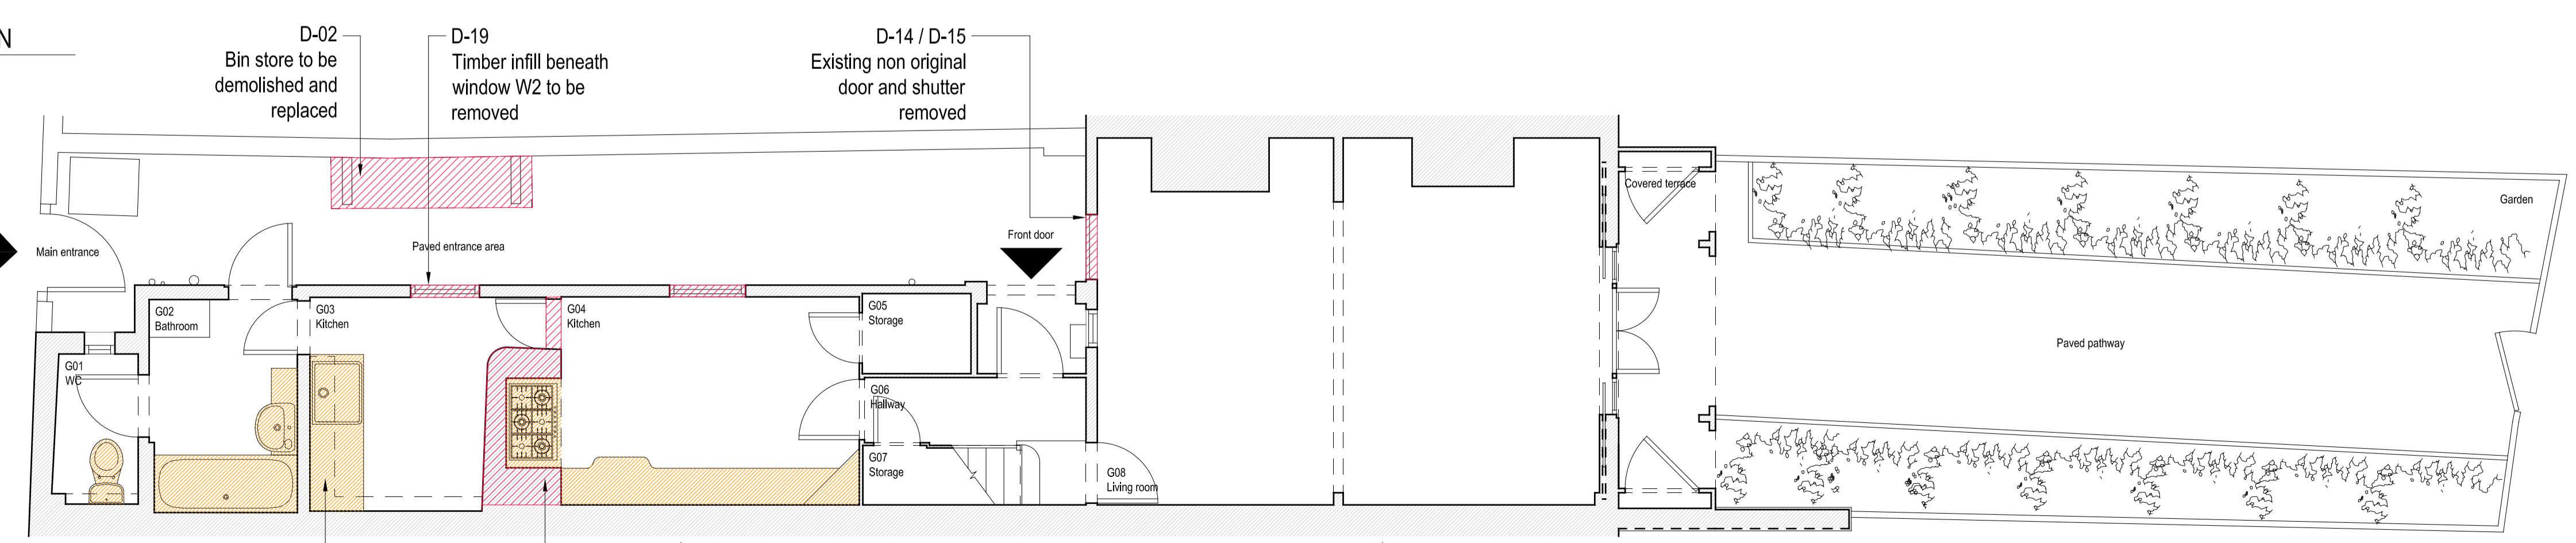 N
D-02
Bin store to be
demolished and
replaced
D-19
Timber infill beneath
window W2 to be
removed
D-14 / D-15
Existing non original
door and shutter
removed
Main entrance
Paved entrance area
Front door
Covered terrace
Garden
Paved pathway
G01
WC
G02
Bathroom
G03
Kitchen
G04
Kitchen
G05
Storage
G06
Hallway
G07
Storage
G08
Living room